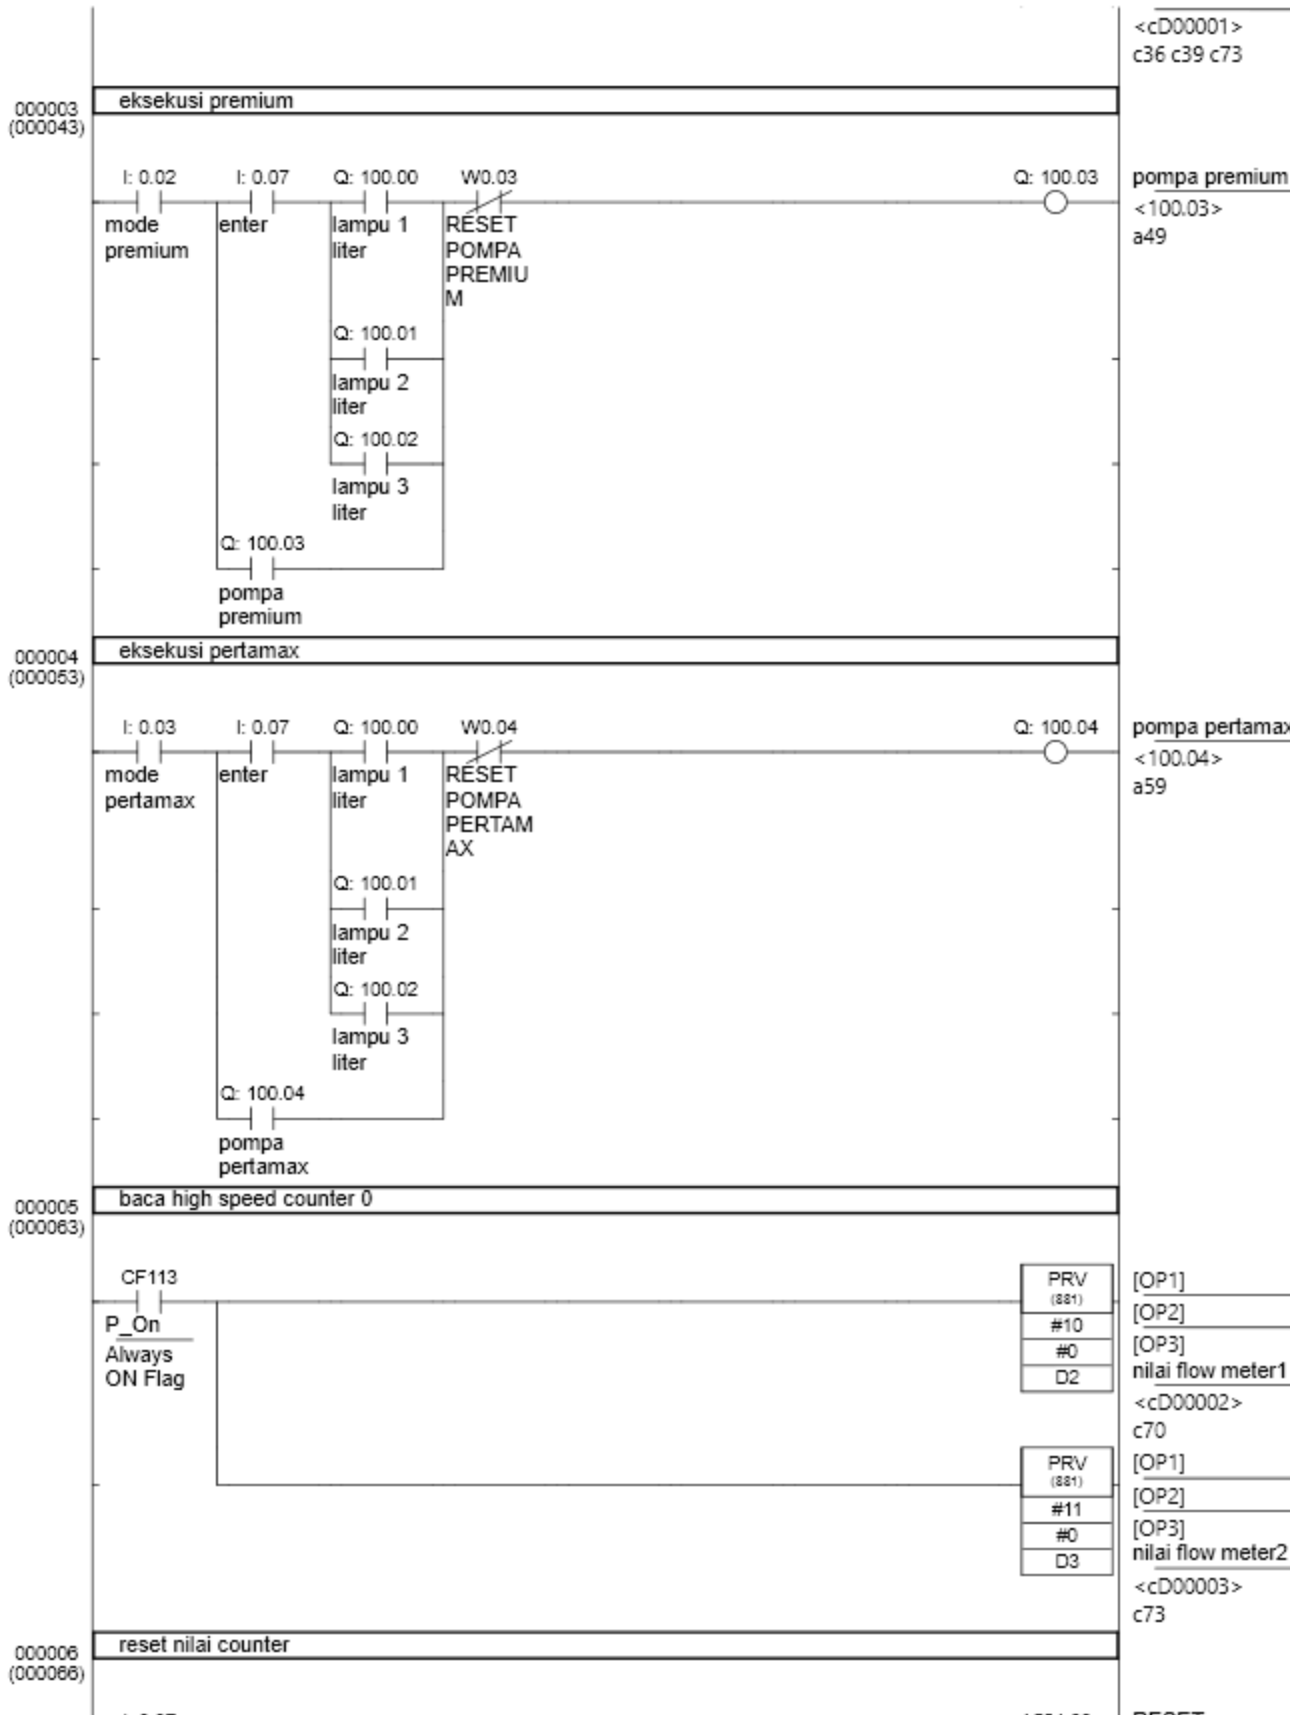 <cD00001>
c36 c39 c73
000003
(000043)
eksekusi premium
I: 0.02
I: 0.07
Q: 100.00
W0.03
Q: 100.03
pompa premium
mode
premium
enter
lampu 1
liter
RESET
POMPA
PREMIU
M
<100.03>
a49
Q: 100.01
lampu 2
liter
Q: 100.02
lampu 3
liter
Q: 100.03
pompa
premium
000004
(000053)
eksekusi pertamax
I: 0.03
I: 0.07
Q: 100.00
W0.04
Q: 100.04
pompa pertamax
mode
pertamax
enter
lampu 1
liter
RESET
POMPA
PERTAM
AX
<100.04>
a59
Q: 100.01
lampu 2
liter
Q: 100.02
lampu 3
liter
Q: 100.04
pompa
pertamax
000005
(000063)
baca high speed counter 0
CF113
P_On
Always
ON Flag
PRV
(881)
#10
#0
D2
[OP1]
[OP2]
[OP3]
nilai flow meter1
<cD00002>
c70
PRV
(881)
#11
#0
D3
[OP1]
[OP2]
[OP3]
nilai flow meter2
<cD00003>
c73
000006
(000066)
reset nilai counter